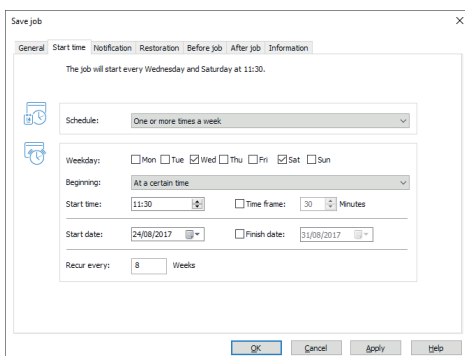 Save job
General Start time Notification Restoration Before job After job Information
The job will start every Wednesday and Saturday at 11:30.
Schedule: One or more times a week
Weekday: Mon Tue Wed Thu Fri Sat Sun
Beginning: At a certain time
Start time: 11:30 Time frame: 30 Minutes
Start date: 24/08/2017 Finish date: 31/08/2017
Recur every: 8 Weeks
OK Cancel Apply Help